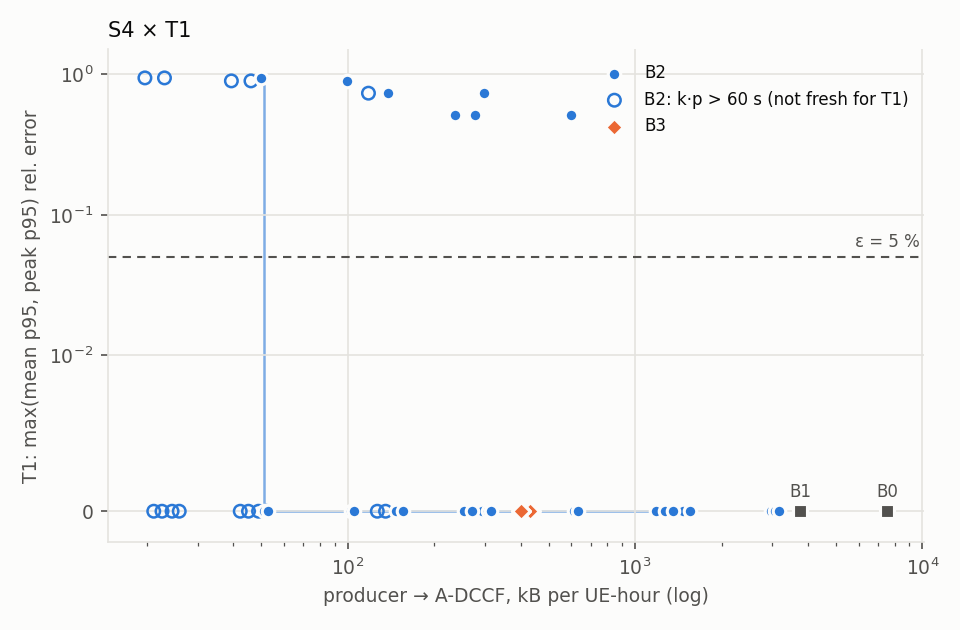 S4 × T1
T1: max(mean p95, peak p95) rel. error
10⁰
10⁻¹
10⁻²
0
B2
B2: k·p > 60 s (not fresh for T1)
B3
ε = 5 %
B1
B0
10²
10³
10⁴
producer → A-DCCF, kB per UE-hour (log)